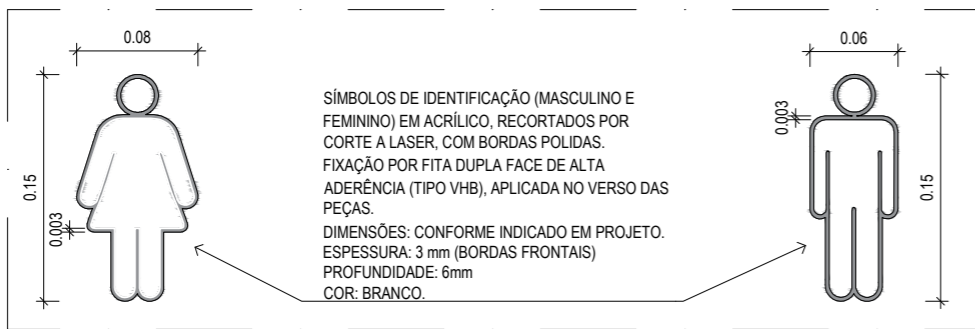 0.08
0.15
0.003
SÍMBOLOS DE IDENTIFICAÇÃO (MASCULINO E
FEMININO) EM ACRÍLICO, RECORTADOS POR
CORTE A LASER, COM BORDAS POLIDAS.
FIXAÇÃO POR FITA DUPLA FACE DE ALTA
ADERÊNCIA (TIPO VHB), APLICADA NO VERSO DAS
PEÇAS.
DIMENSÕES: CONFORME INDICADO EM PROJETO.
ESPESSURA: 3 mm (BORDAS FRONTAIS)
PROFUNDIDADE: 6mm
COR: BRANCO.
0.06
0.003
0.15